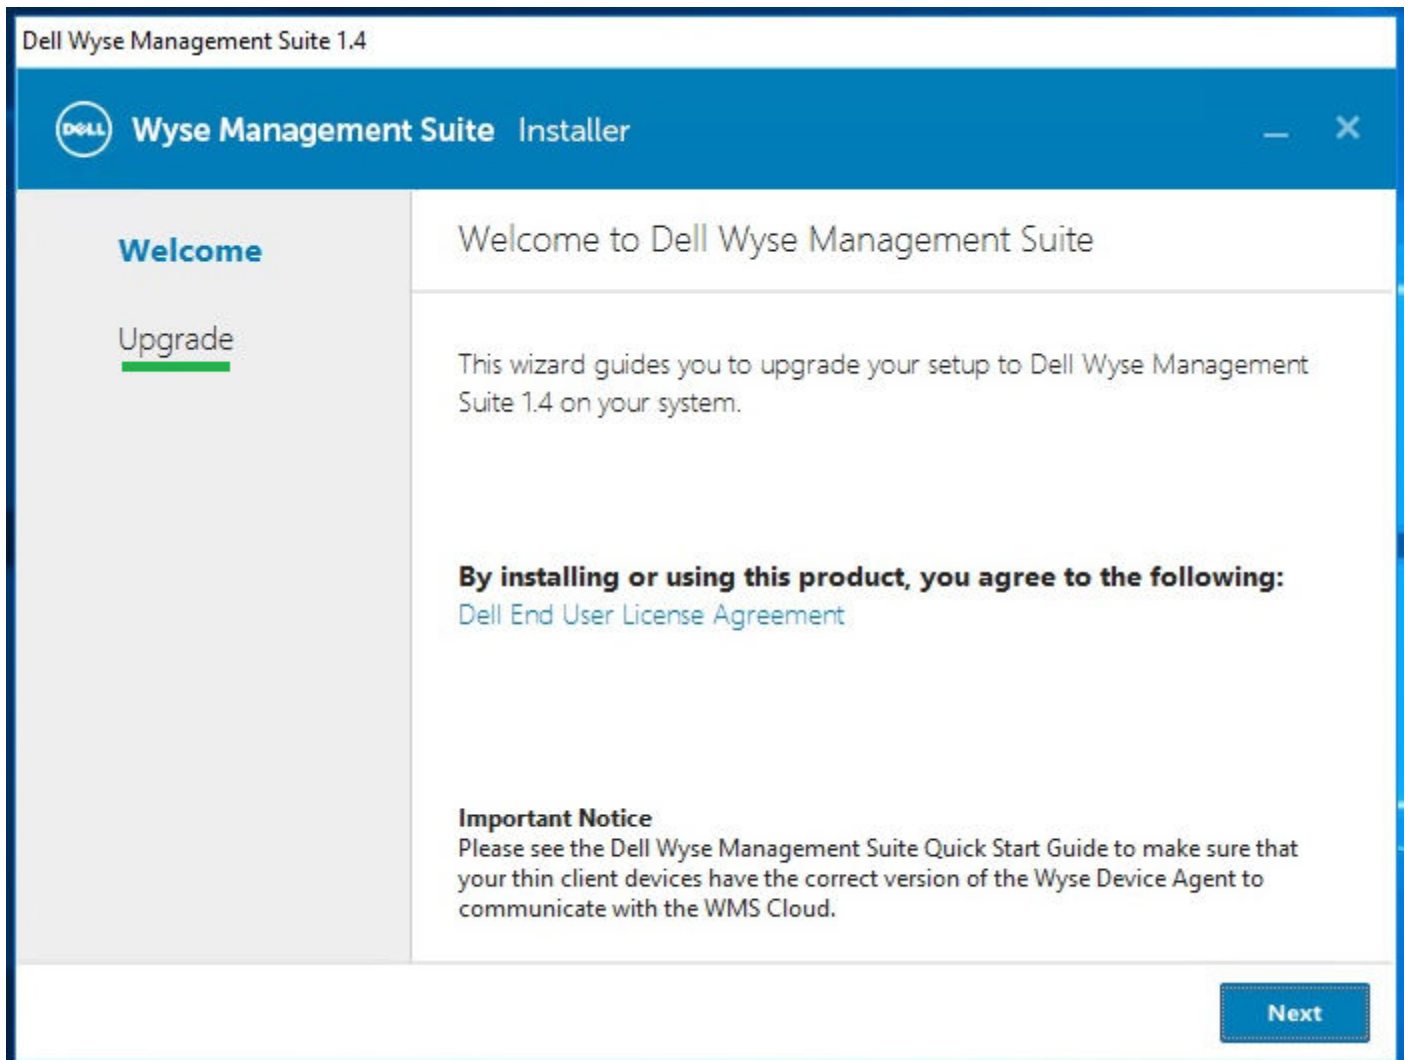 Dell Wyse Management Suite 1.4
DELL Wyse Management Suite Installer
Welcome
Upgrade
Welcome to Dell Wyse Management Suite
This wizard guides you to upgrade your setup to Dell Wyse Management
Suite 1.4 on your system.
By installing or using this product, you agree to the following:
Dell End User License Agreement
Important Notice
Please see the Dell Wyse Management Suite Quick Start Guide to make sure that
your thin client devices have the correct version of the Wyse Device Agent to
communicate with the WMS Cloud.
Next